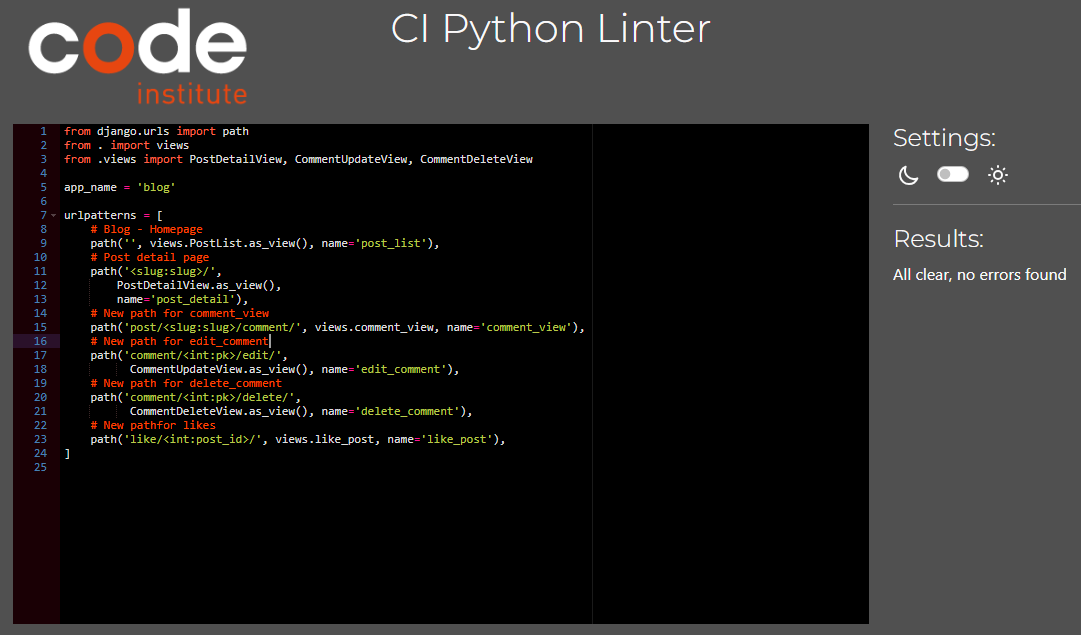 code
institute
CI Python Linter
1 from django.urls import path
2 from . import views
3 from .views import PostDetailView, CommentUpdateView, CommentDeleteView
4
5 app_name = 'blog'
6
7 urlpatterns = [
8     # Blog - Homepage
9     path('', views.PostList.as_view(), name='post_list'),
10     # Post detail page
11     path('<slug:slug>/',
12         PostDetailView.as_view(),
13         name='post_detail'),
14     # New path for comment_view
15     path('post/<slug:slug>/comment/', views.comment_view, name='comment_view'),
16     # New path for edit_comment
17     path('comment/<int:pk>/edit/',
18           CommentUpdateView.as_view(), name='edit_comment'),
19     # New path for delete_comment
20     path('comment/<int:pk>/delete/',
21           CommentDeleteView.as_view(), name='delete_comment'),
22     # New pathfor likes
23     path('like/<int:post_id>/', views.like_post, name='like_post'),
24 ]
25
Settings:
Results:
All clear, no errors found